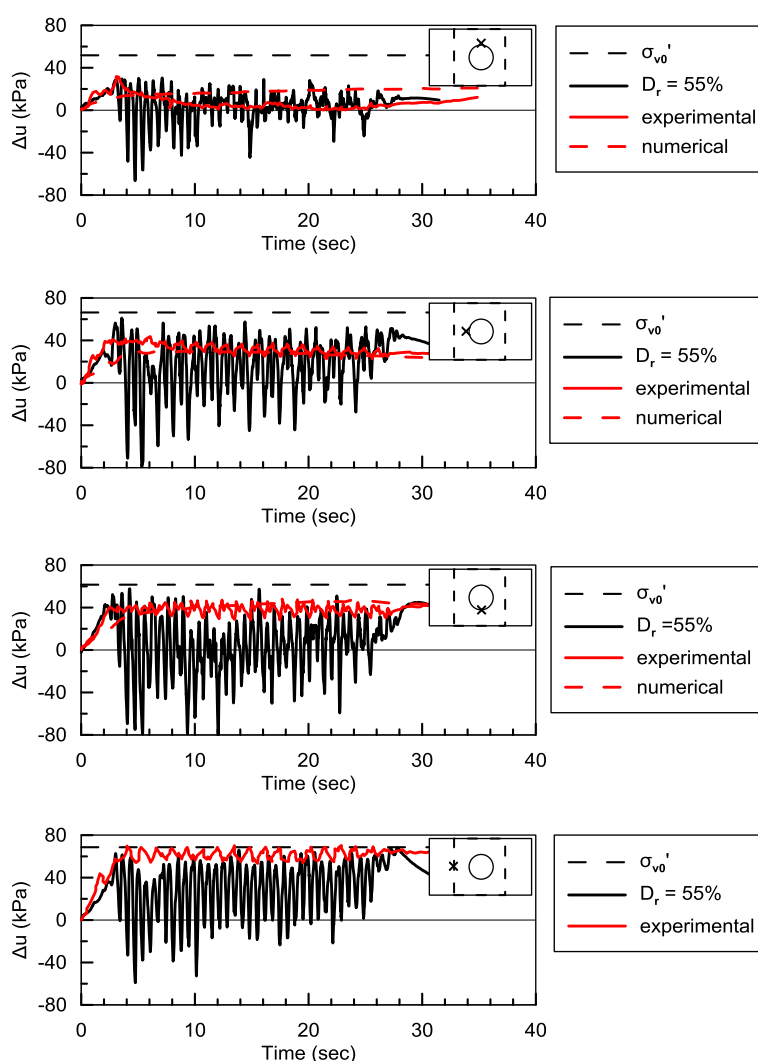 80
40
0
-40
-80
Δu (kPa)
0 10 20 30 40
Time (sec)
σv0'
Dr = 55%
experimental
numerical
80
40
0
-40
-80
Δu (kPa)
0 10 20 30 40
Time (sec)
σv0'
Dr = 55%
experimental
numerical
80
40
0
-40
-80
Δu (kPa)
0 10 20 30 40
Time (sec)
σv0'
Dr =55%
experimental
numerical
80
40
0
-40
-80
Δu (kPa)
0 10 20 30 40
Time (sec)
σv0'
Dr = 55%
experimental